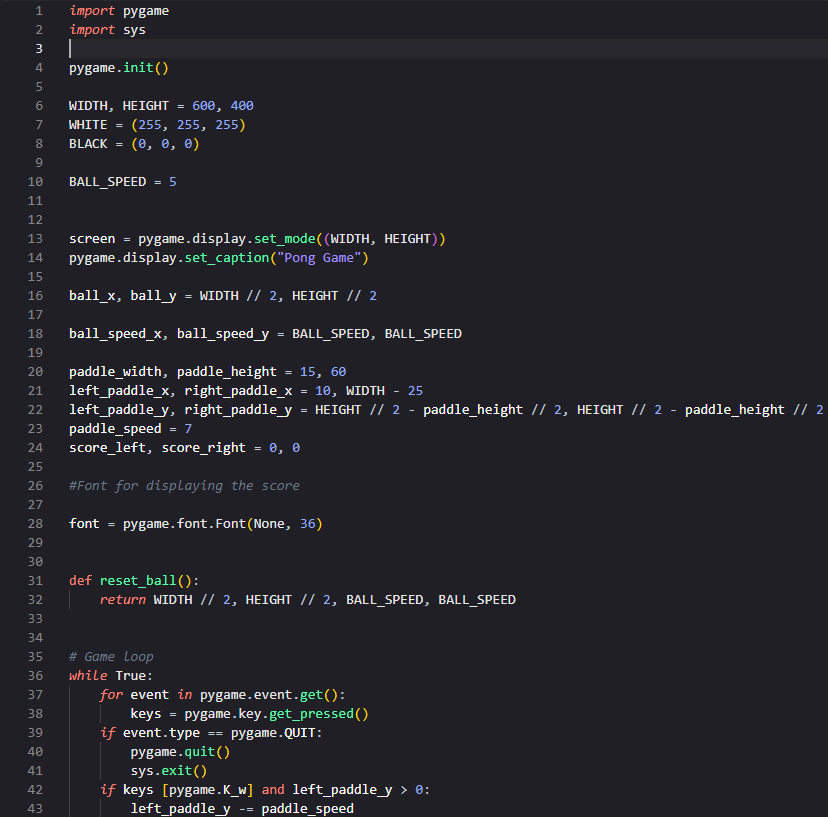 1 import pygame
2 import sys
3
4 pygame.init()
5
6 WIDTH, HEIGHT = 600, 400
7 WHITE = (255, 255, 255)
8 BLACK = (0, 0, 0)
9
10 BALL_SPEED = 5
11
12
13 screen = pygame.display.set_mode((WIDTH, HEIGHT))
14 pygame.display.set_caption("Pong Game")
15
16 ball_x, ball_y = WIDTH // 2, HEIGHT // 2
17
18 ball_speed_x, ball_speed_y = BALL_SPEED, BALL_SPEED
19
20 paddle_width, paddle_height = 15, 60
21 left_paddle_x, right_paddle_x = 10, WIDTH - 25
22 left_paddle_y, right_paddle_y = HEIGHT // 2 - paddle_height // 2, HEIGHT // 2 - paddle_height // 2
23 paddle_speed = 7
24 score_left, score_right = 0, 0
25
26 #Font for displaying the score
27
28 font = pygame.font.Font(None, 36)
29
30
31 def reset_ball():
32     return WIDTH // 2, HEIGHT // 2, BALL_SPEED, BALL_SPEED
33
34
35 # Game loop
36 while True:
37     for event in pygame.event.get():
38         keys = pygame.key.get_pressed()
39     if event.type == pygame.QUIT:
40         pygame.quit()
41         sys.exit()
42     if keys [pygame.K_w] and left_paddle_y > 0:
43         left_paddle_y -= paddle_speed